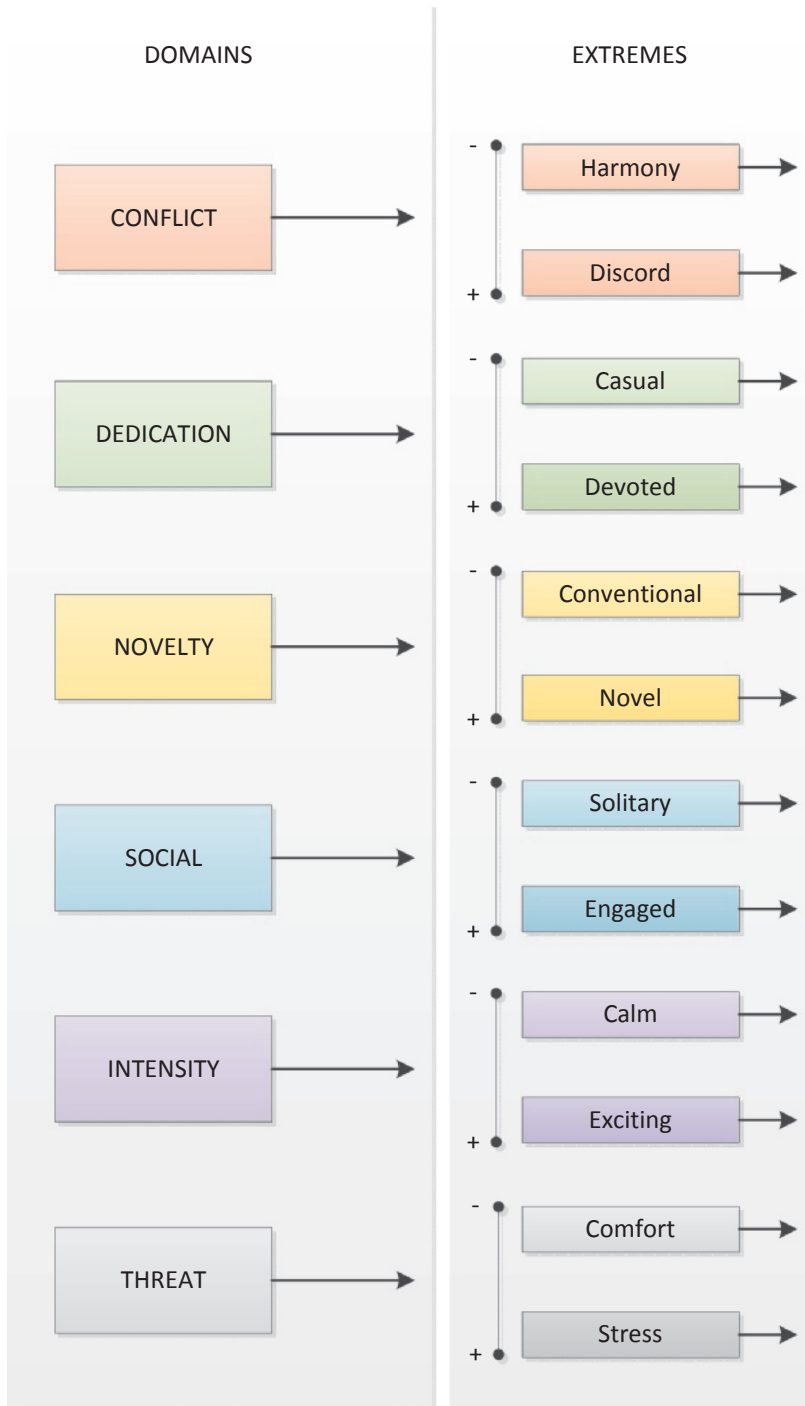 DOMAINS
EXTREMES
CONFLICT
-
Harmony
Discord
+
DEDICATION
-
Casual
Devoted
+
NOVELTY
-
Conventional
Novel
+
SOCIAL
-
Solitary
Engaged
+
INTENSITY
-
Calm
Exciting
+
THREAT
-
Comfort
Stress
+